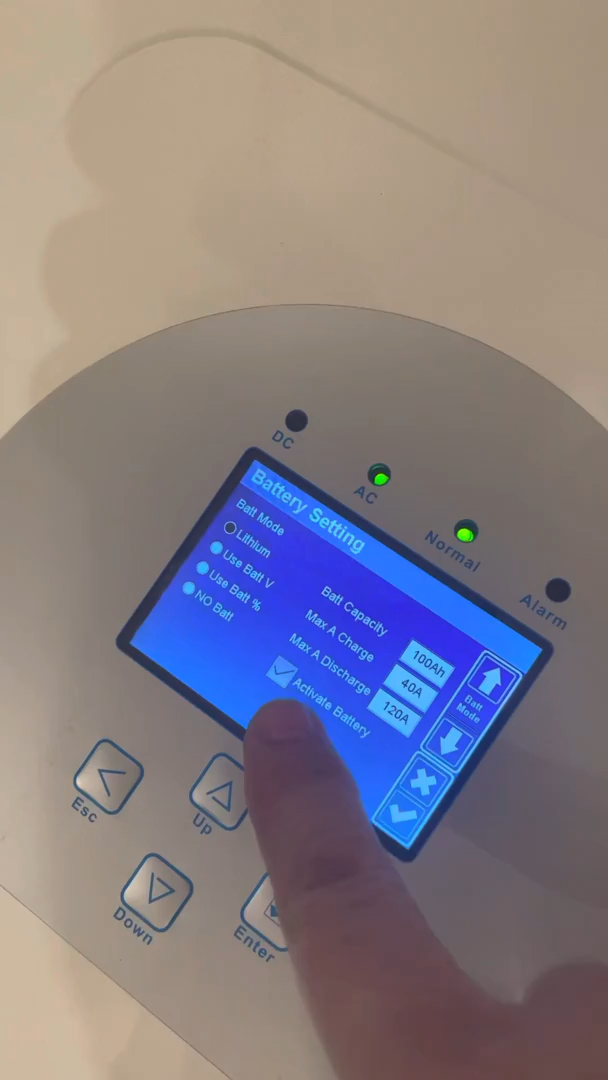 DC
AC
Normal
Alarm
Battery Setting
Batt Mode
Lithium
Use Batt V
Use Batt %
NO Batt
Batt Capacity 100Ah
Max A Charge 40A
Max A Discharge 120A
Activate Battery
Batt
Mode
Esc
Up
Down
Enter